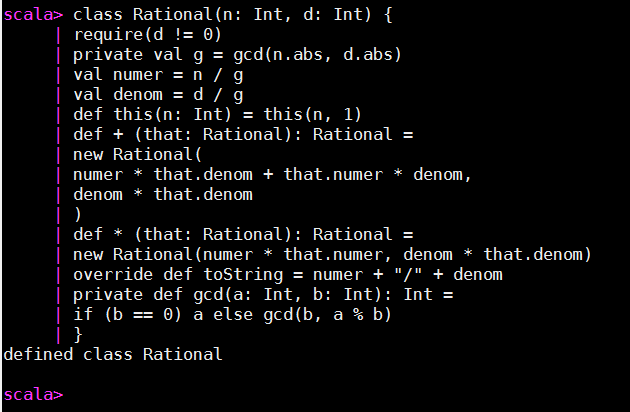 scala> class Rational(n: Int, d: Int) {
| require(d != 0)
| private val g = gcd(n.abs, d.abs)
| val numer = n / g
| val denom = d / g
| def this(n: Int) = this(n, 1)
| def + (that: Rational): Rational =
| new Rational(
| numer * that.denom + that.numer * denom,
| denom * that.denom
| )
| def * (that: Rational): Rational =
| new Rational(numer * that.numer, denom * that.denom)
| override def toString = numer + "/" + denom
| private def gcd(a: Int, b: Int): Int =
| if (b == 0) a else gcd(b, a % b)
| }
defined class Rational
scala>